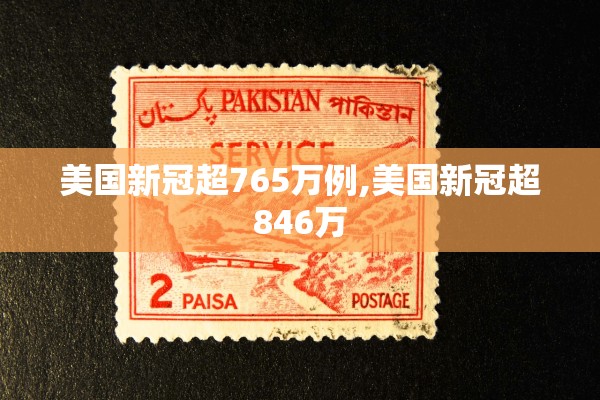 پاکستان PAKISTAN পাকিস্তান
SERVICE
美国新冠超765万例,美国新冠超
846万
2 PAISA POSTAGE